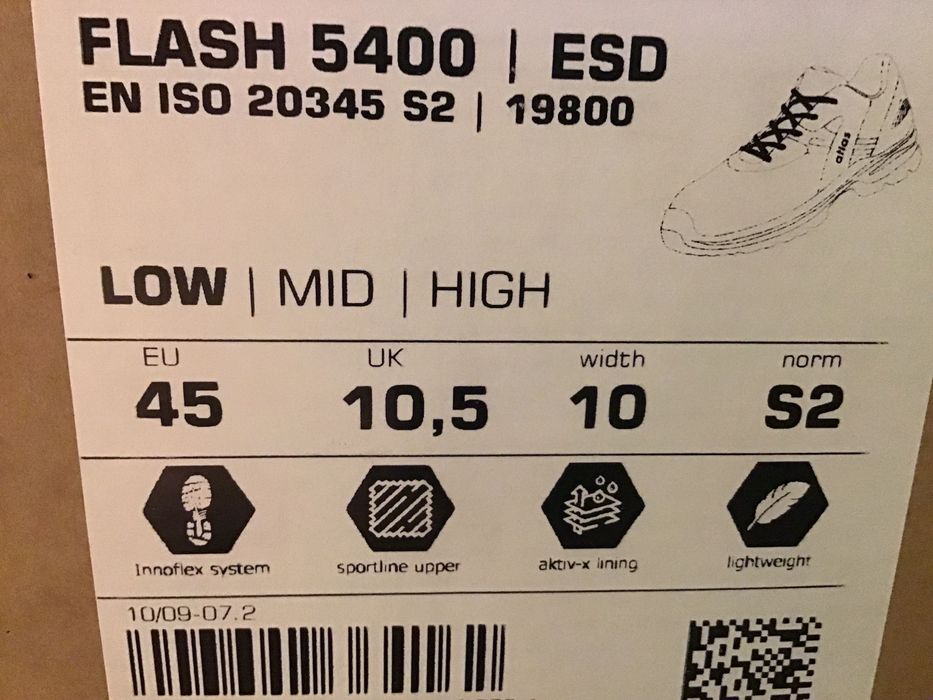 FLASH 5400 | ESD
EN ISO 20345 S2 | 19800
atlas
LOW | MID | HIGH
EU UK width norm
45 10,5 10 S2
Innoflex system sportline upper aktiv-x lining lightweight
10/09-07.2